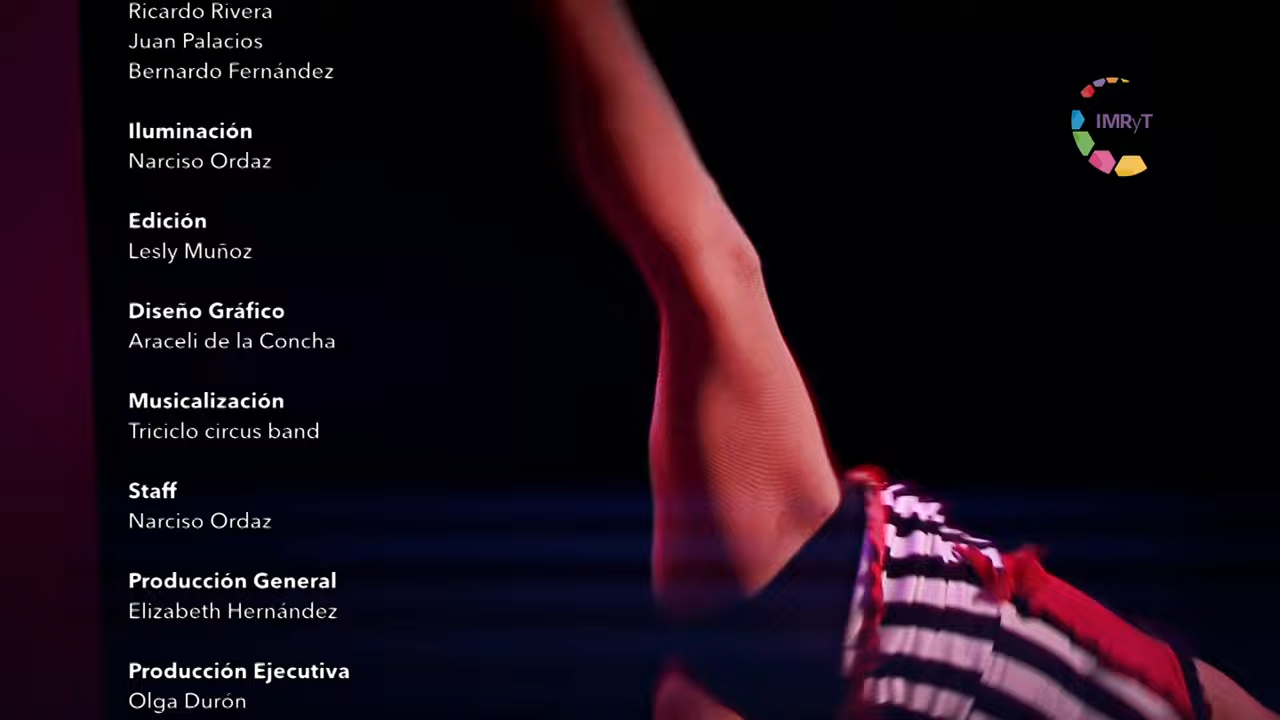 Ricardo Rivera
Juan Palacios
Bernardo Fernández
Iluminación
Narciso Ordaz
Edición
Lesly Muñoz
Diseño Gráfico
Araceli de la Concha
Musicalización
Triciclo circus band
Staff
Narciso Ordaz
Producción General
Elizabeth Hernández
Producción Ejecutiva
Olga Durón
IMRyT